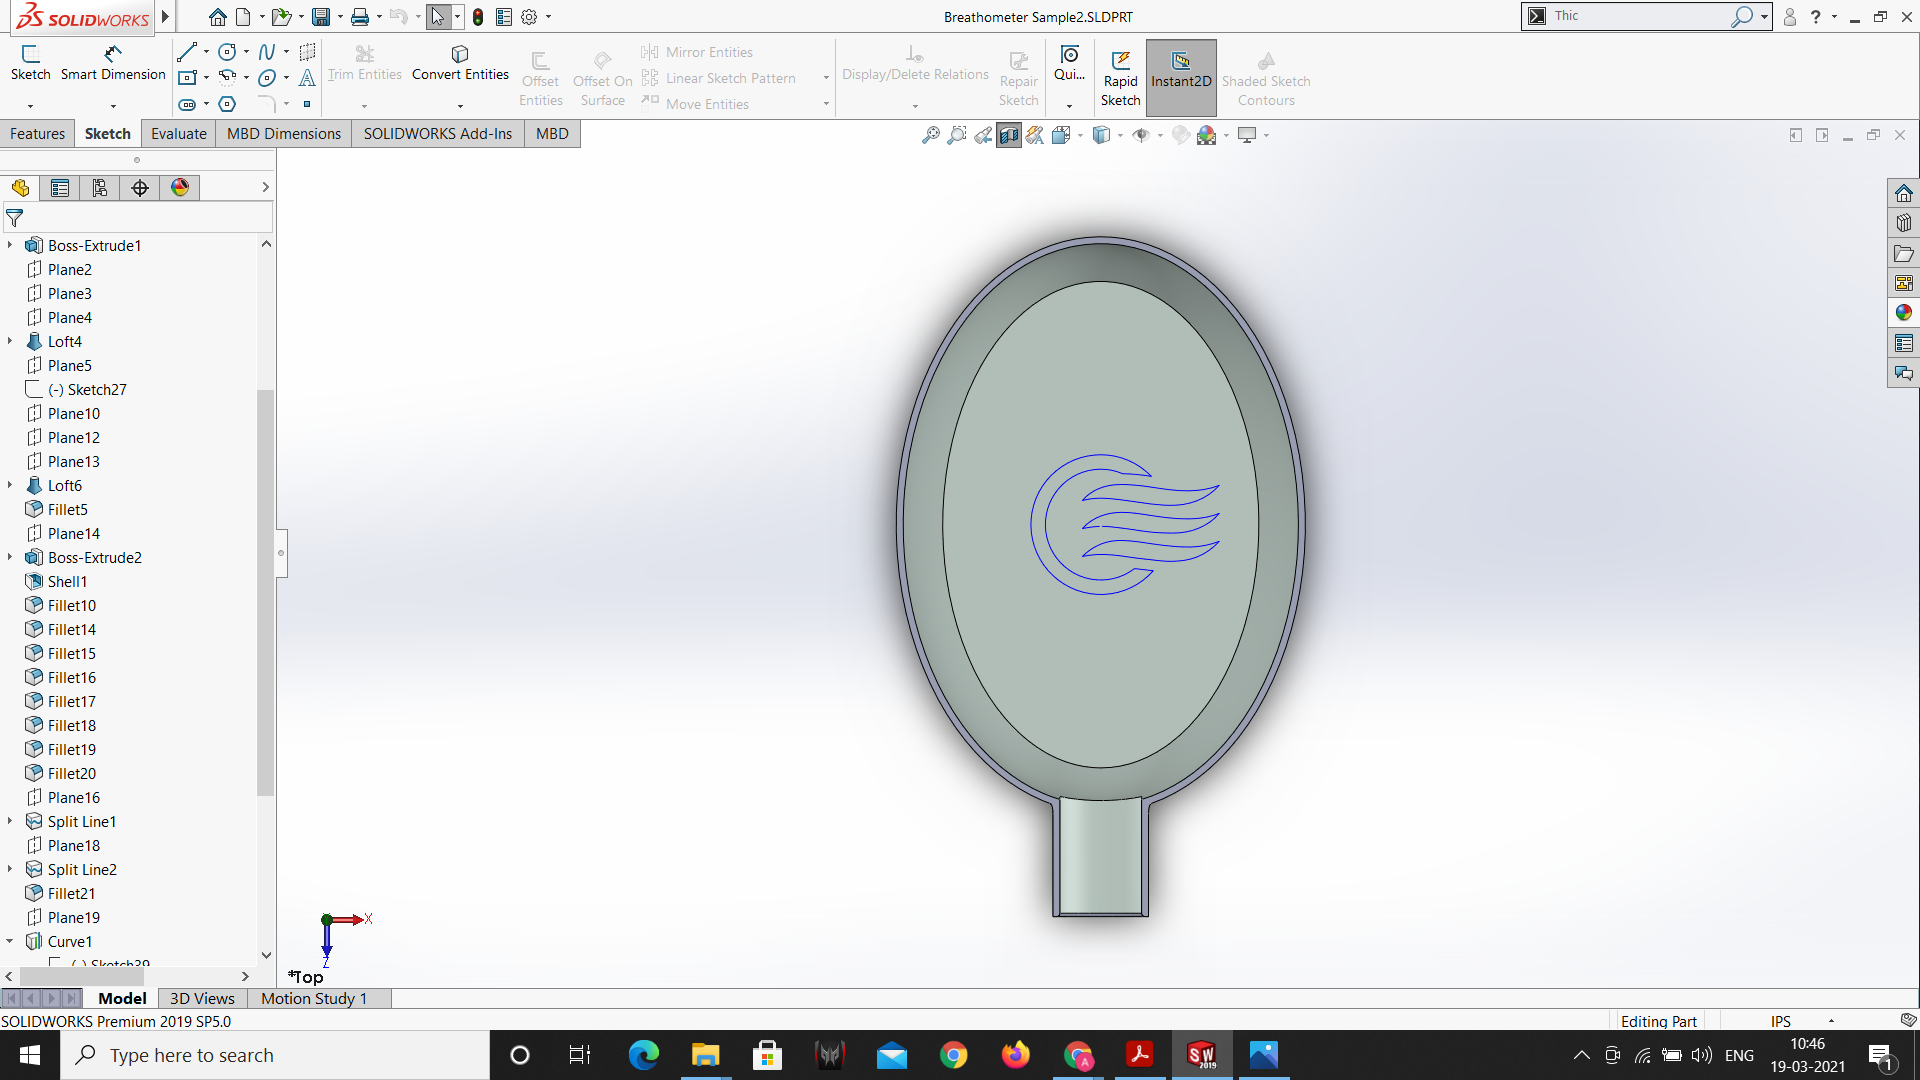 SOLIDWORKS
Breathometer Sample2.SLDPRT
Thic
Sketch
Smart Dimension
Trim Entities
Convert Entities
Offset Entities
Offset On Surface
Mirror Entities
Linear Sketch Pattern
Move Entities
Display/Delete Relations
Repair Sketch
Qui...
Rapid Sketch
Instant2D
Shaded Sketch Contours
Features
Sketch
Evaluate
MBD Dimensions
SOLIDWORKS Add-Ins
MBD
Boss-Extrude1
Plane2
Plane3
Plane4
Loft4
Plane5
(-) Sketch27
Plane10
Plane12
Plane13
Loft6
Fillet5
Plane14
Boss-Extrude2
Shell1
Fillet10
Fillet14
Fillet15
Fillet16
Fillet17
Fillet18
Fillet19
Fillet20
Plane16
Split Line1
Plane18
Split Line2
Fillet21
Plane19
Curve1
(-) Sketch39
X
Z
*Top
Model
3D Views
Motion Study 1
SOLIDWORKS Premium 2019 SP5.0
Editing Part
IPS
Type here to search
A
SW
2019
ENG
10:46
19-03-2021
1